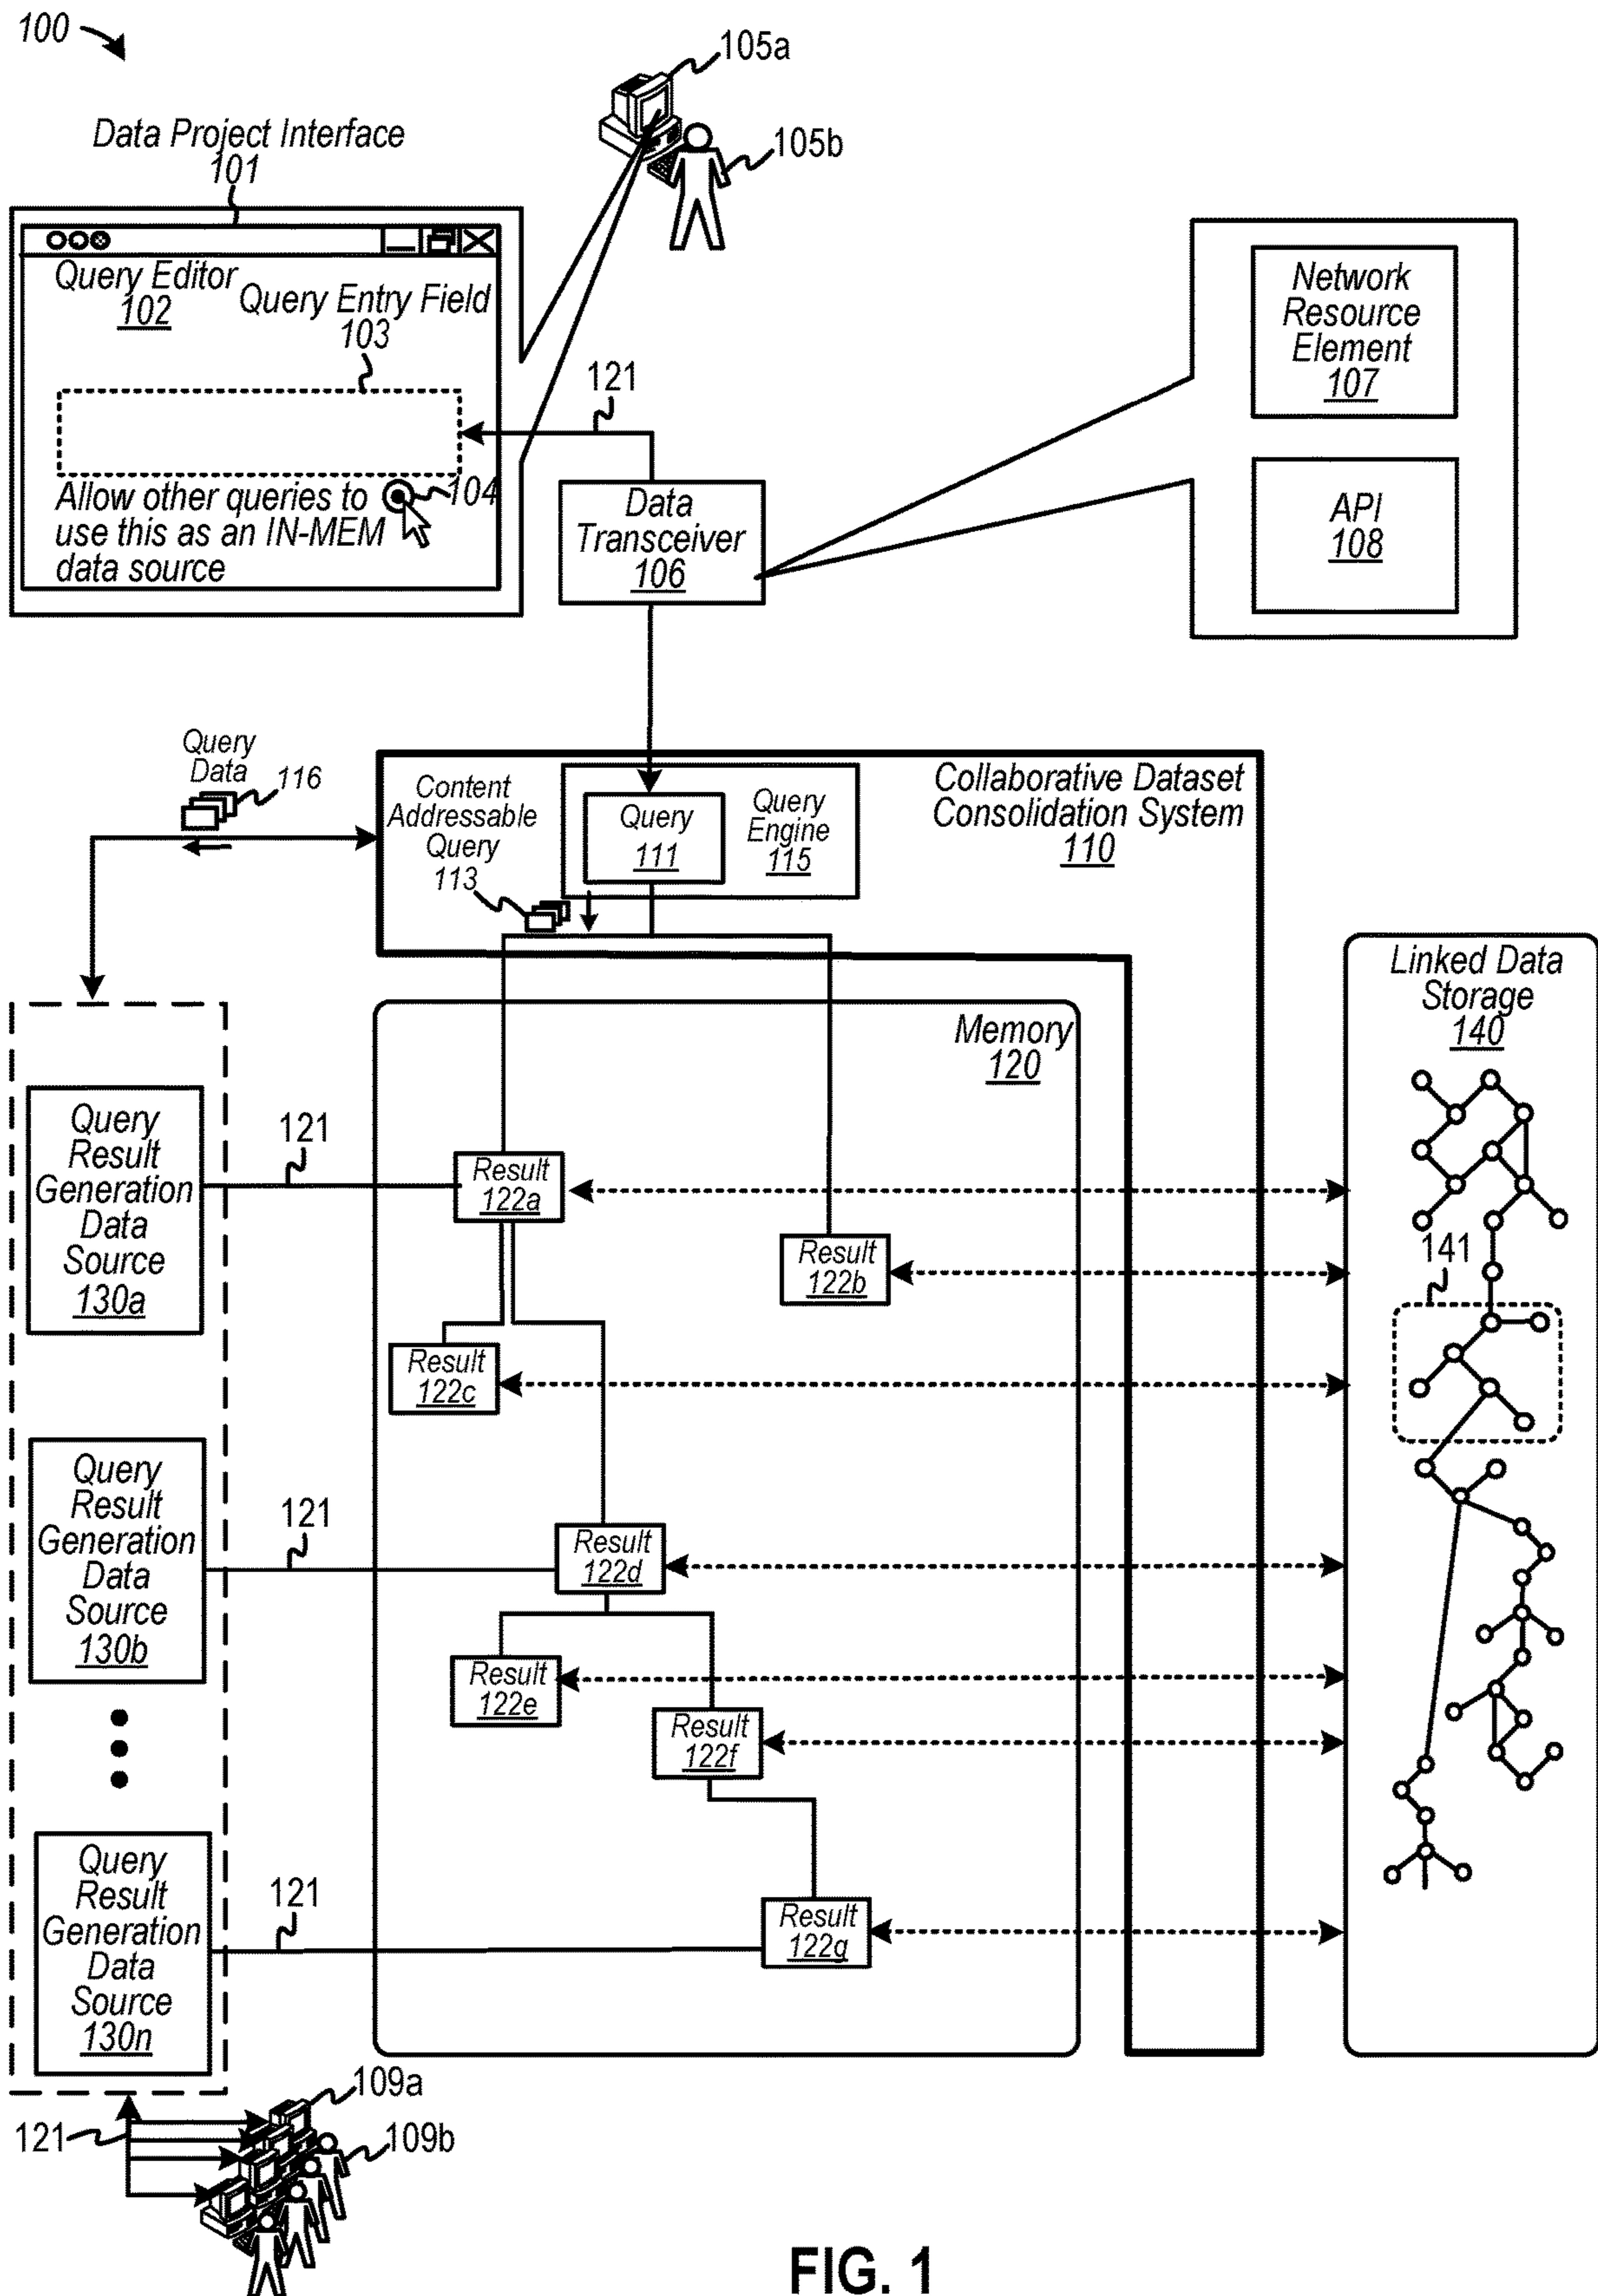 100
105a
Data Project Interface
101
105b
Query Editor
102
Query Entry Field
103
Network
Resource
Element
107
121
104
Allow other queries to
use this as an IN-MEM
data source
Data
Transceiver
106
API
108
Query
Data
116
Content
Addressable
Query
113
Query
111
Query
Engine
115
Collaborative Dataset
Consolidation System
110
Linked Data
Storage
140
Memory
120
Query
Result
Generation
Data
Source
130a
121
Result
122a
Result
122b
141
Result
122c
Query
Result
Generation
Data
Source
130b
121
Result
122d
Result
122e
Result
122f
Query
Result
Generation
Data
Source
130n
121
Result
122g
109a
121
109b
FIG. 1